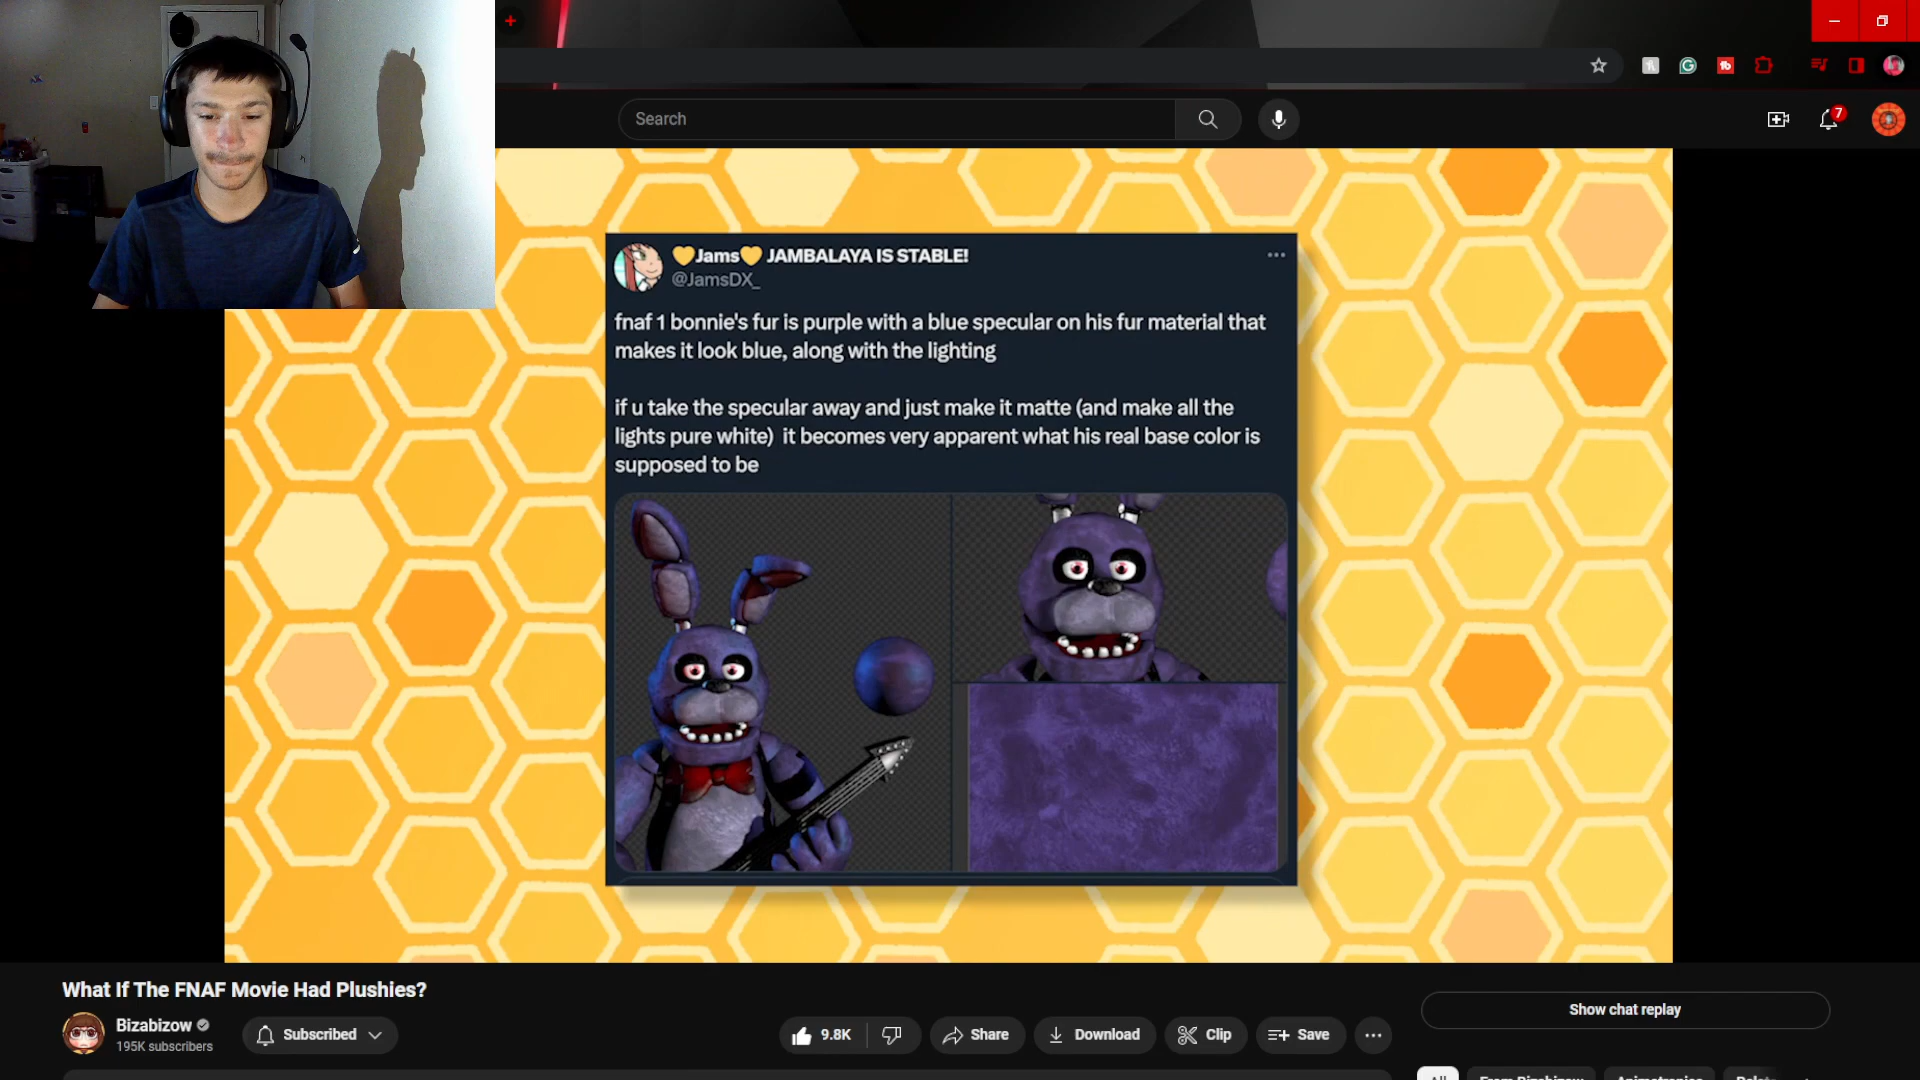 Search
7
💛Jams💛 JAMBALAYA IS STABLE!
@JamsDX_
fnaf 1 bonnie's fur is purple with a blue specular on his fur material that
makes it look blue, along with the lighting
if u take the specular away and just make it matte (and make all the
lights pure white) it becomes very apparent what his real base color is
supposed to be
What If The FNAF Movie Had Plushies?
Bizabizow
195K subscribers
Subscribed
9.8K
Share
Download
Clip
Save
Show chat replay
All
From Bizabizow
Animatronics